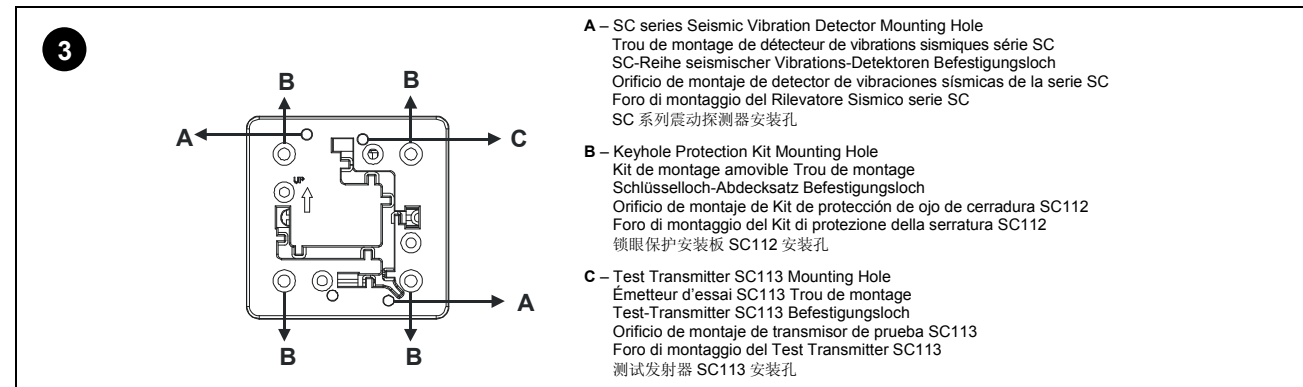 3
B
B
A
C
UP
A
B
B
A – SC series Seismic Vibration Detector Mounting Hole
Trou de montage de détecteur de vibrations sismiques série SC
SC-Reihe seismischer Vibrations-Detektoren Befestigungsloch
Orificio de montaje de detector de vibraciones sísmicas de la serie SC
Foro di montaggio del Rilevatore Sismico serie SC
SC 系列震动探测器安装孔
B – Keyhole Protection Kit Mounting Hole
Kit de montage amovible Trou de montage
Schlüsselloch-Abdecksatz Befestigungsloch
Orificio de montaje de Kit de protección de ojo de cerradura SC112
Foro di montaggio del Kit di protezione della serratura SC112
锁眼保护安装板 SC112 安装孔
C – Test Transmitter SC113 Mounting Hole
Émetteur d'essai SC113 Trou de montage
Test-Transmitter SC113 Befestigungsloch
Orificio de montaje de transmisor de prueba SC113
Foro di montaggio del Test Transmitter SC113
测试发射器 SC113 安装孔